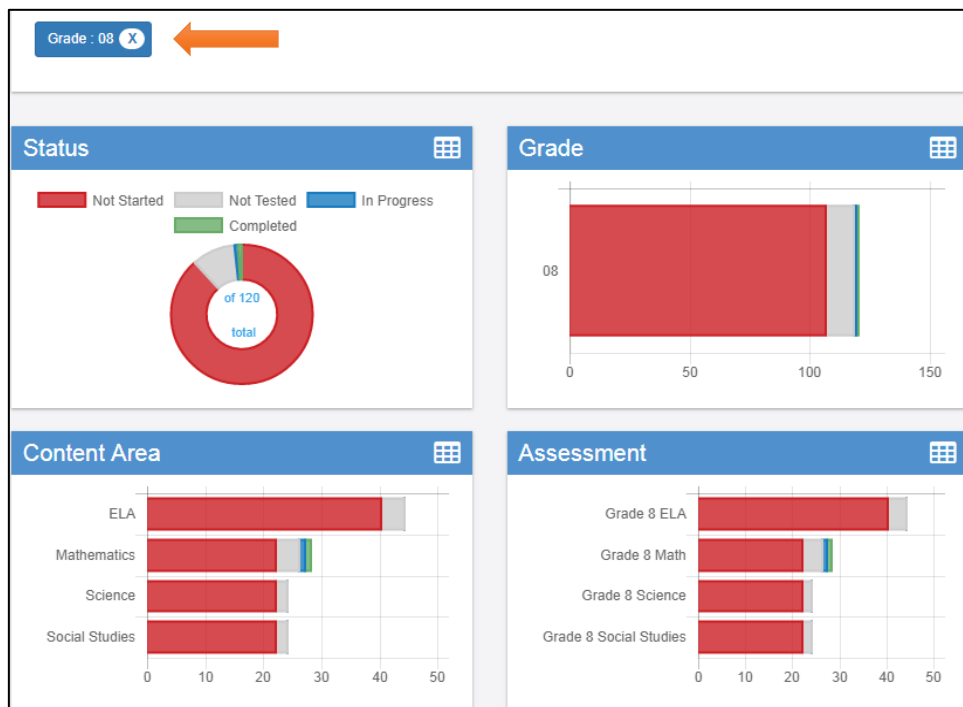 Grade : 08 X
Status
Not Started Not Tested In Progress
Completed
of 120
total
Grade
08
0 50 100 150
Content Area
ELA
Mathematics
Science
Social Studies
0 10 20 30 40 50
Assessment
Grade 8 ELA
Grade 8 Math
Grade 8 Science
Grade 8 Social Studies
0 10 20 30 40 50